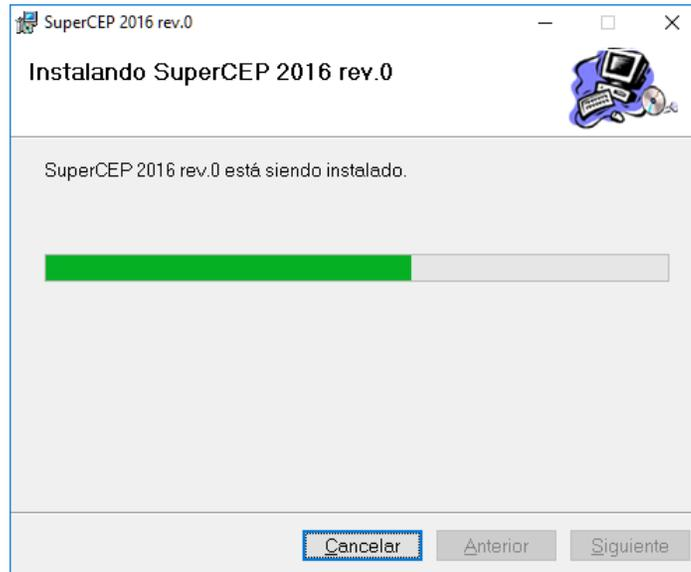 SuperCEP 2016 rev.0
Instalando SuperCEP 2016 rev.0
SuperCEP 2016 rev.0 está siendo instalado.
Cancelar Anterior Siguiente